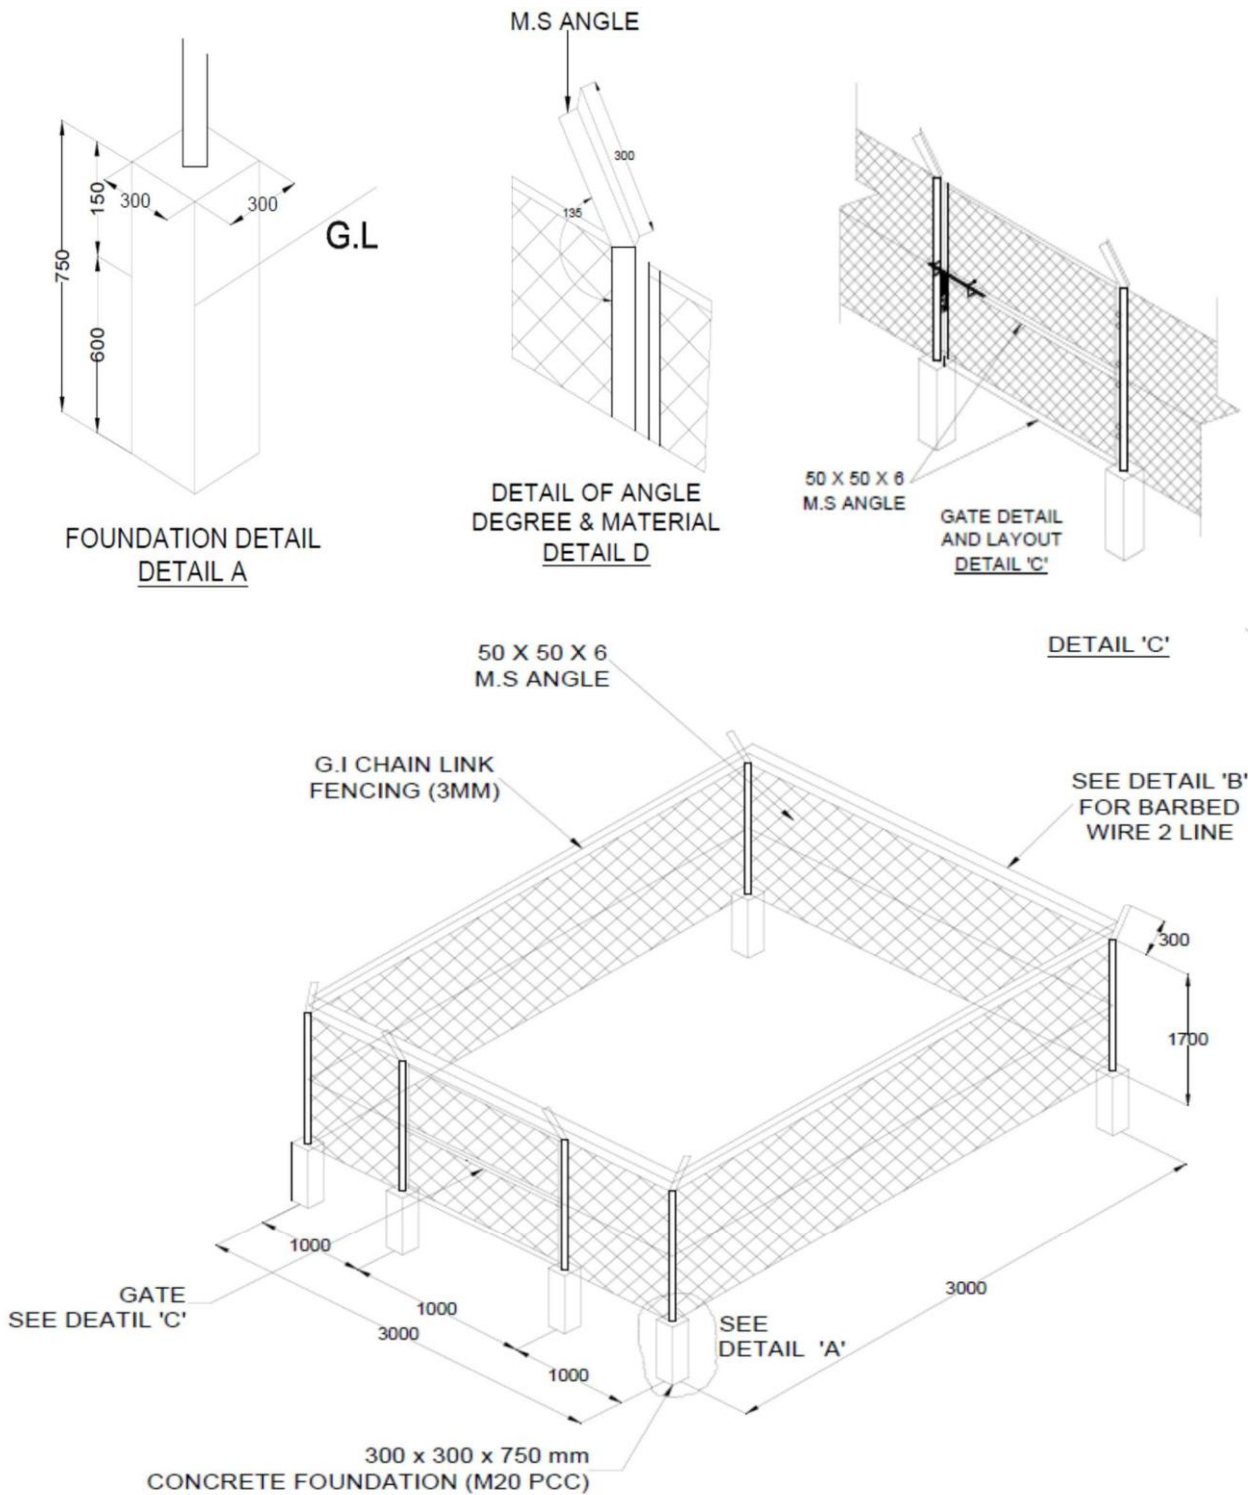 M.S ANGLE
300
135
750
150
600
300
300
G.L
FOUNDATION DETAIL
DETAIL A
DETAIL OF ANGLE
DEGREE & MATERIAL
DETAIL D
50 X 50 X 6
M.S ANGLE
GATE DETAIL
AND LAYOUT
DETAIL 'C'
DETAIL 'C'
50 X 50 X 6
M.S ANGLE
G.I CHAIN LINK
FENCING (3MM)
SEE DETAIL 'B'
FOR BARBED
WIRE 2 LINE
300
1700
1000
1000
1000
3000
3000
GATE
SEE DEATIL 'C'
SEE
DETAIL 'A'
300 x 300 x 750 mm
CONCRETE FOUNDATION (M20 PCC)